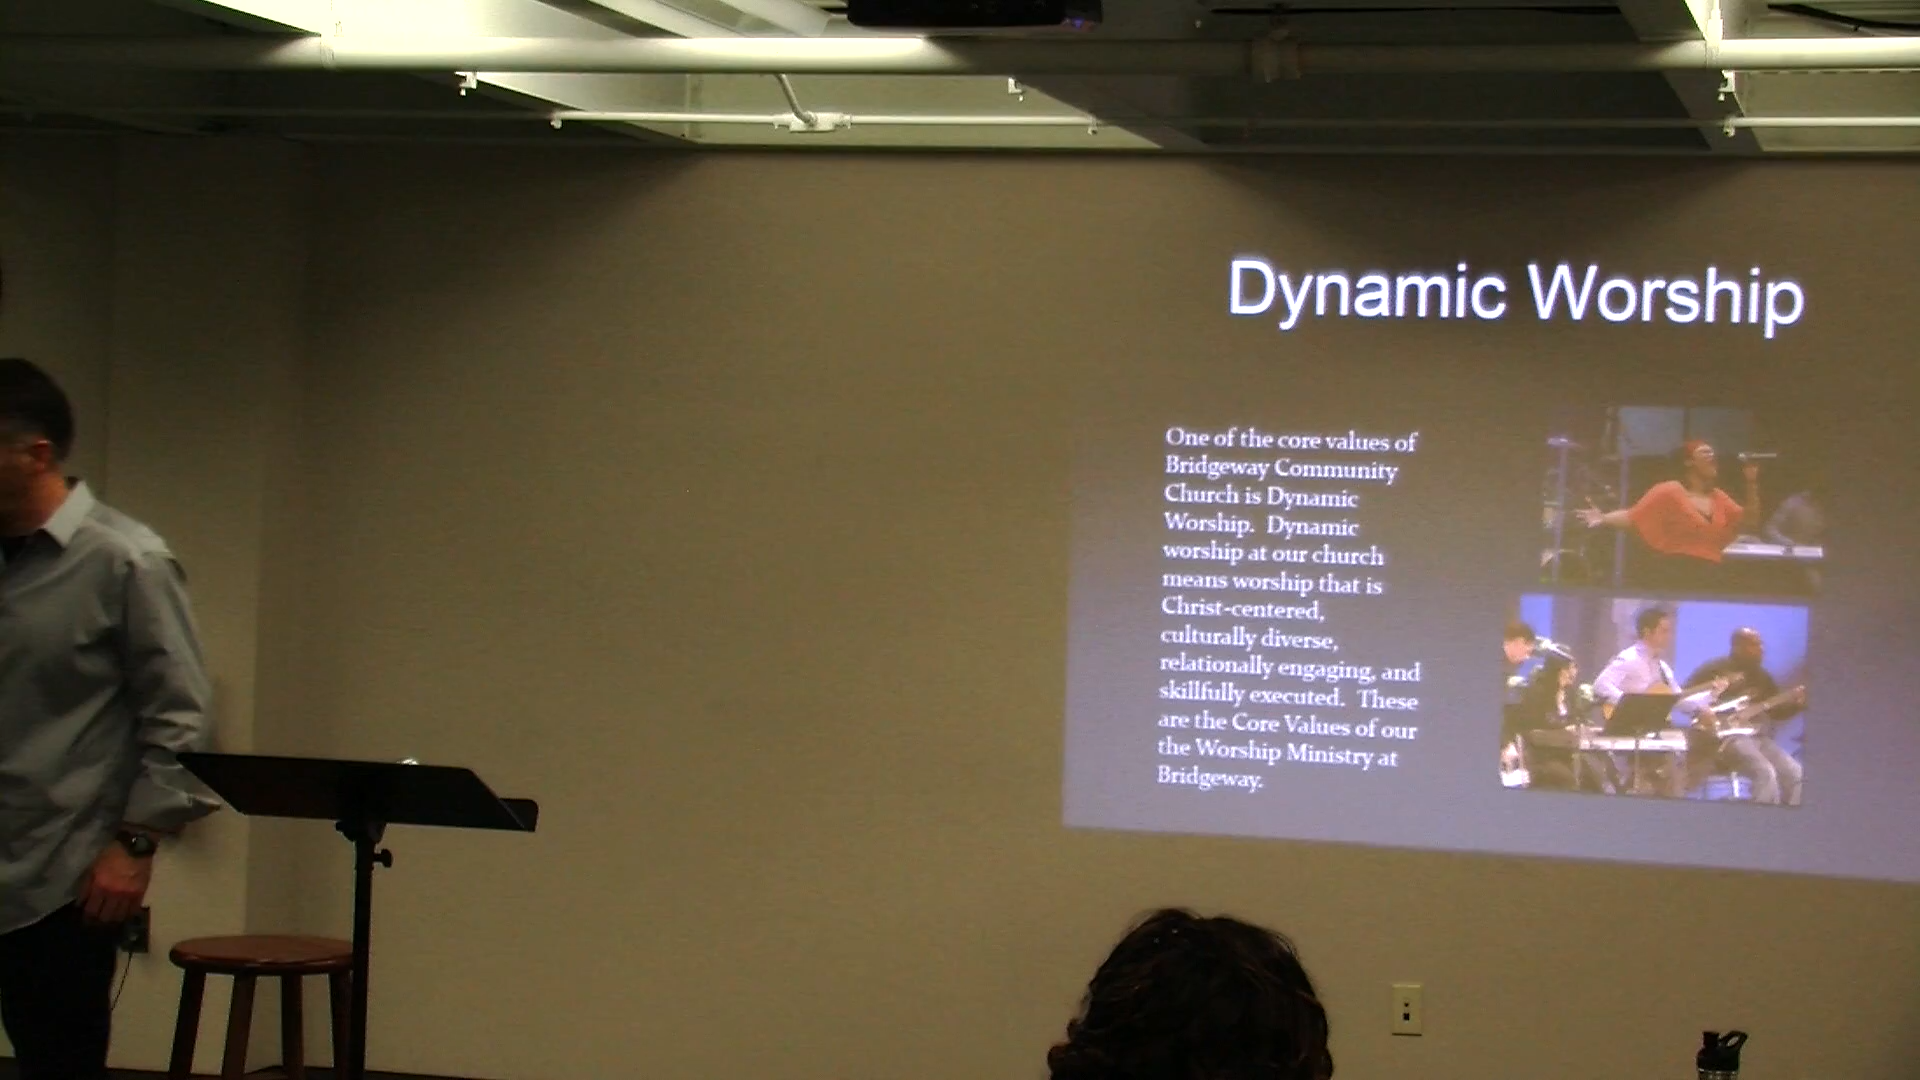 Dynamic Worship
One of the core values of
Bridgeway Community
Church is Dynamic
Worship.  Dynamic
worship at our church
means worship that is
Christ-centered,
culturally diverse,
relationally engaging, and
skillfully executed.  These
are the Core Values of our
the Worship Ministry at
Bridgeway.